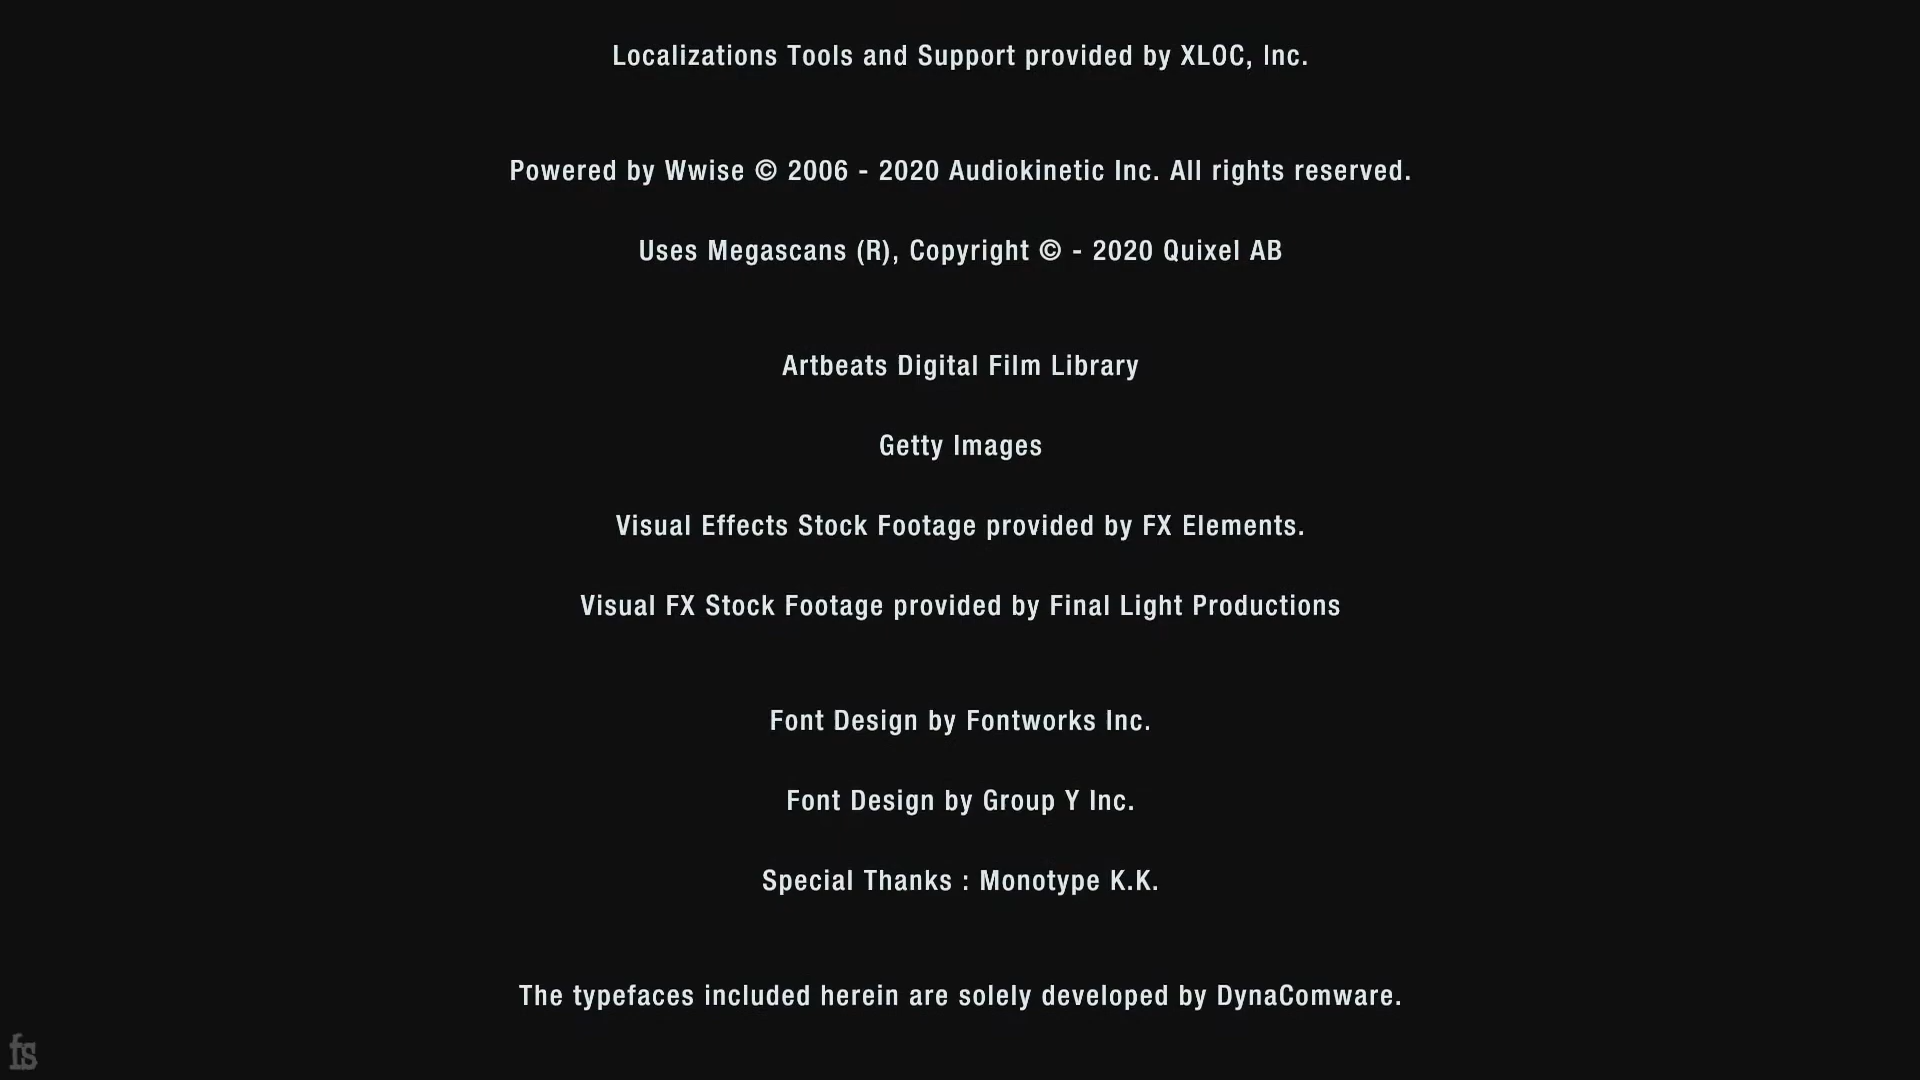 Localizations Tools and Support provided by XLOC, Inc.
Powered by Wwise © 2006 - 2020 Audiokinetic Inc. All rights reserved.
Uses Megascans (R), Copyright © - 2020 Quixel AB
Artbeats Digital Film Library
Getty Images
Visual Effects Stock Footage provided by FX Elements.
Visual FX Stock Footage provided by Final Light Productions
Font Design by Fontworks Inc.
Font Design by Group Y Inc.
Special Thanks : Monotype K.K.
The typefaces included herein are solely developed by DynaComware.
fs